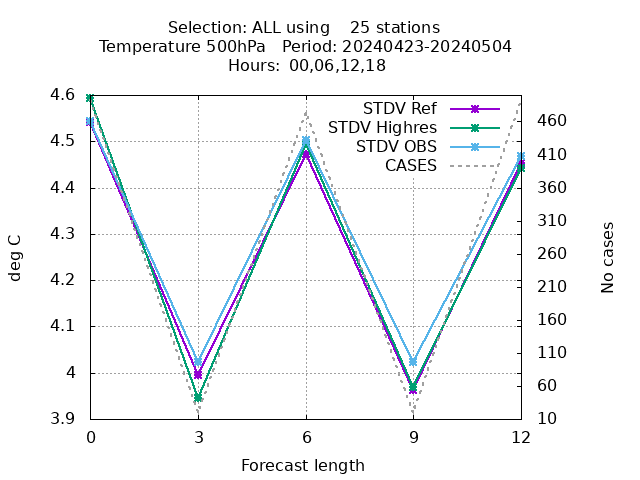 Selection: ALL using    25 stations
Temperature 500hPa   Period: 20240423-20240504
Hours: 00,06,12,18
STDV Ref
STDV Highres
STDV OBS
CASES
4.6
4.5
4.4
4.3
4.2
4.1
4
3.9
deg C
460
410
360
310
260
210
160
110
60
10
No cases
0 3 6 9 12
Forecast length